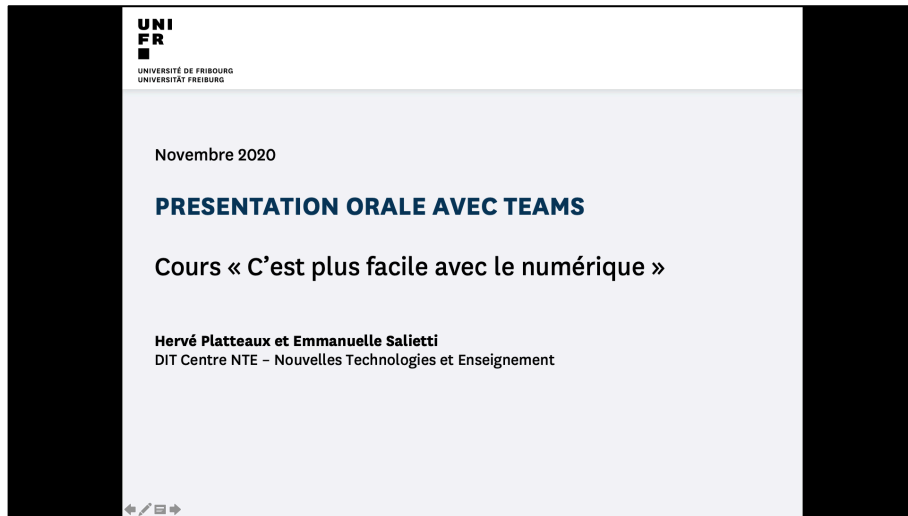 UNI
FR
UNIVERSITÉ DE FRIBOURG
UNIVERSITÄT FREIBURG
Novembre 2020
PRESENTATION ORALE AVEC TEAMS
Cours « C’est plus facile avec le numérique »
Hervé Platteaux et Emmanuelle Salietti
DIT Centre NTE – Nouvelles Technologies et Enseignement